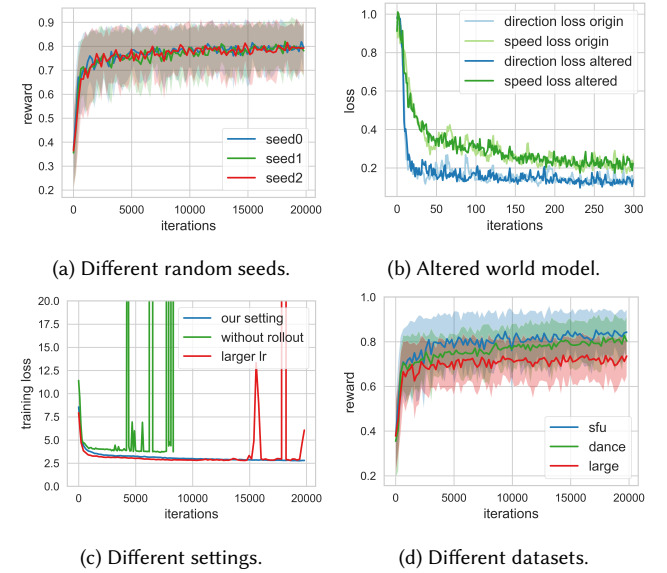 0.9
0.8
0.7
0.6
0.5
0.4
0.3
0.2
reward
seed0
seed1
seed2
0 5000 10000 15000 20000
iterations
(a) Different random seeds.
1.0
0.8
0.6
0.4
0.2
loss
direction loss origin
speed loss origin
direction loss altered
speed loss altered
0 50 100 150 200 250 300
iterations
(b) Altered world model.
20.0
17.5
15.0
12.5
10.0
7.5
5.0
2.5
0.0
training loss
our setting
without rollout
larger lr
0 5000 10000 15000 20000
iterations
(c) Different settings.
1.0
0.8
0.6
0.4
0.2
reward
sfu
dance
large
0 5000 10000 15000 20000
iterations
(d) Different datasets.